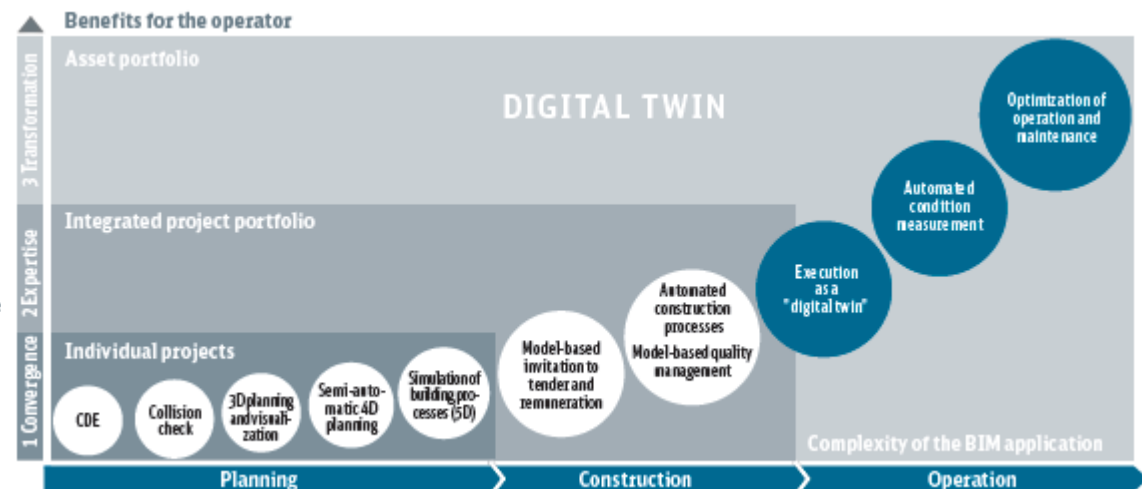 Benefits for the operator
3 Transformation
2 Expertise
1 Convergence
Asset portfolio
DIGITAL TWIN
Integrated project portfolio
Individual projects
CDE
Collision
check
3D planning
and visuali-
zation
Semi-auto-
matic 4D
planning
Simulation of
building pro-
cesses (5D)
Model-based
invitation to
tender and
remuneration
Automated
construction
processes
Model-based quality
management
Execution
as a
"digital twin"
Automated
condition
measurement
Optimization of
operation and
maintenance
Complexity of the BIM application
Planning
Construction
Operation